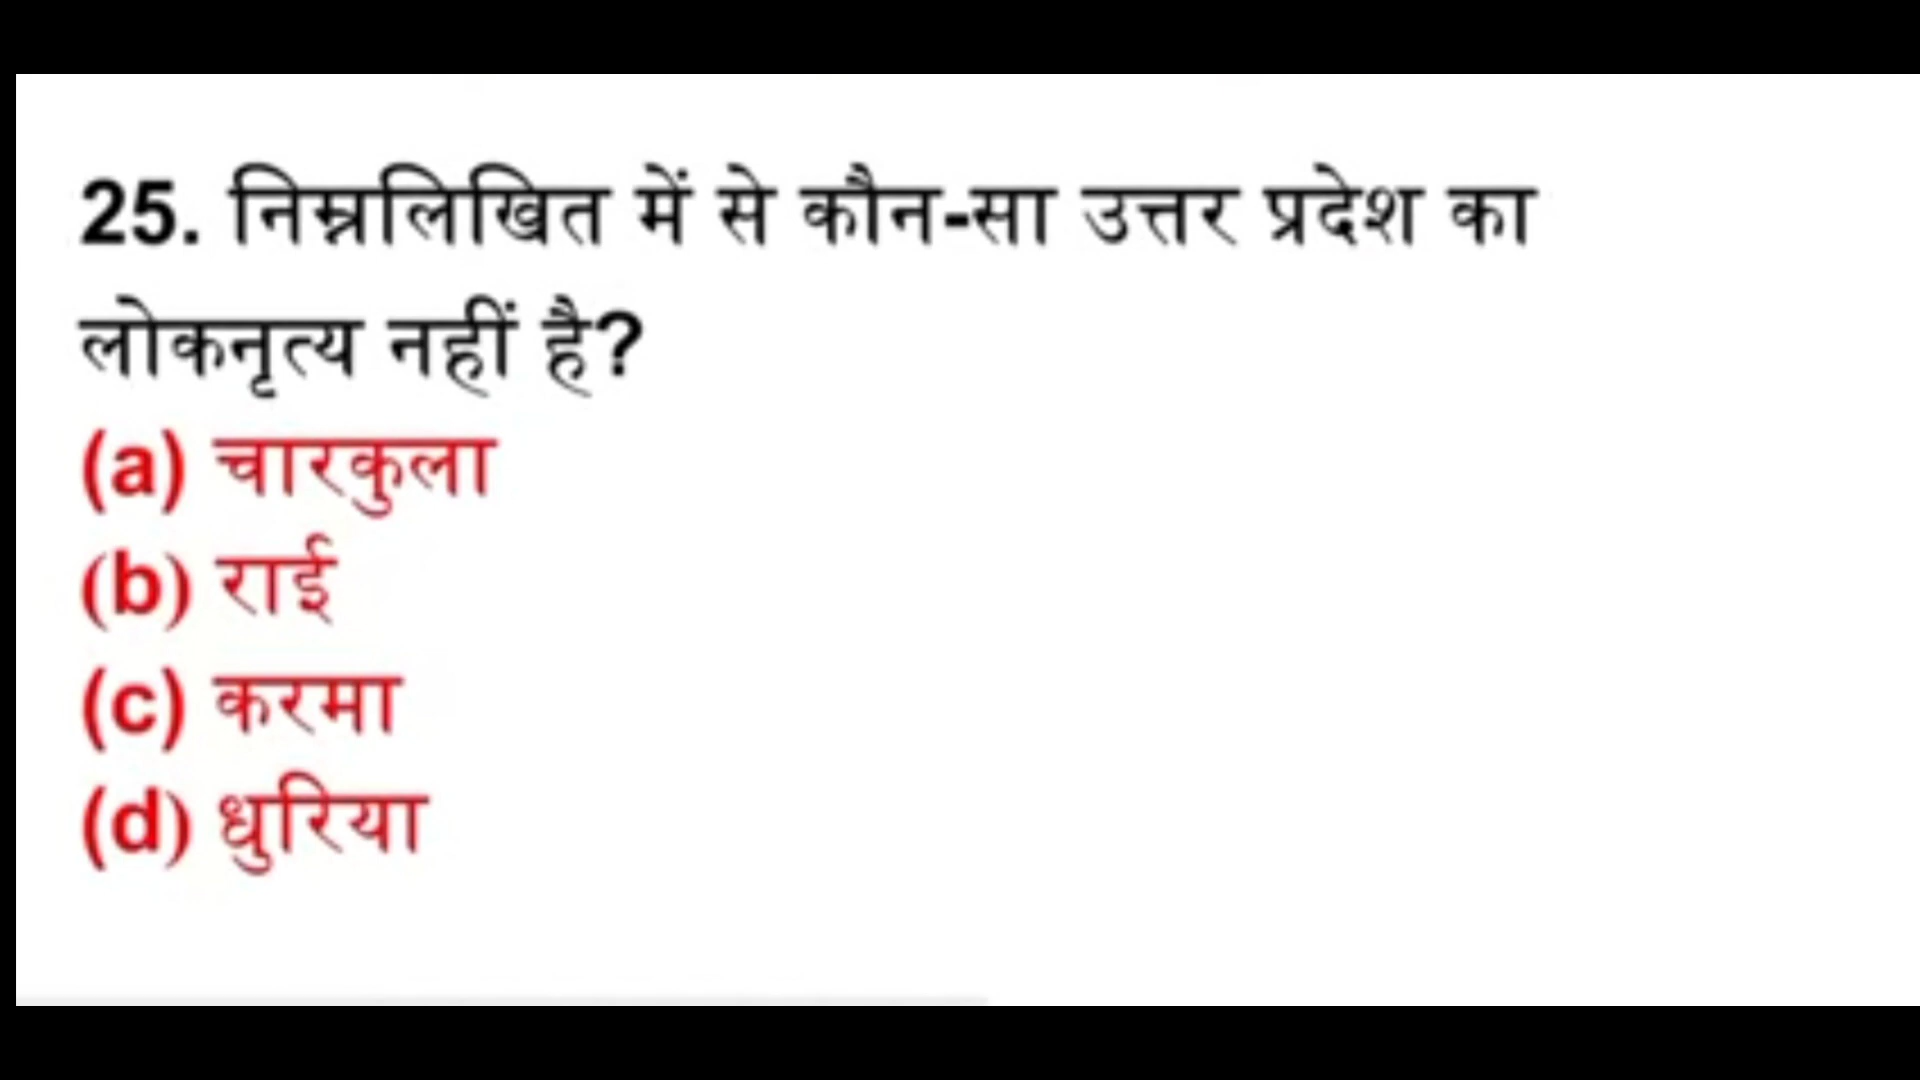 25. निम्नलिखित में से कौन-सा उत्तर प्रदेश का
लोकनृत्य नहीं है?
(a) चारकुला
(b) राई
(c) करमा
(d) धुरिया